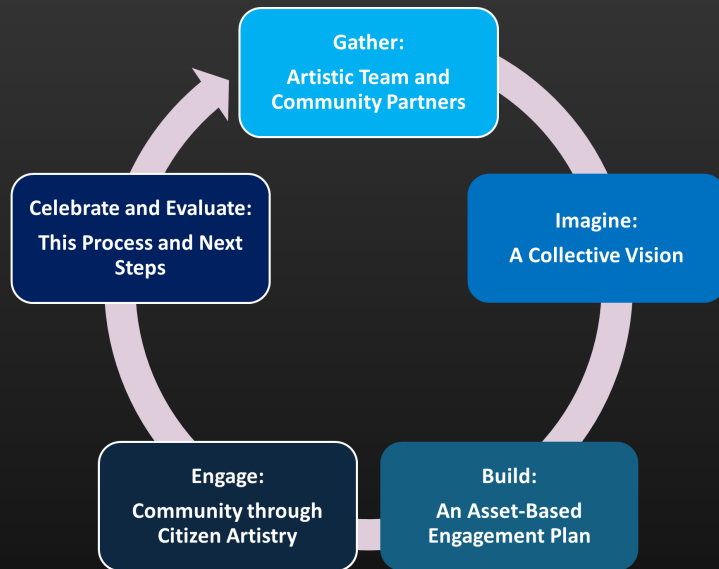 Gather:
Artistic Team and
Community Partners
Imagine:
A Collective Vision
Build:
An Asset-Based
Engagement Plan
Engage:
Community through
Citizen Artistry
Celebrate and Evaluate:
This Process and Next
Steps